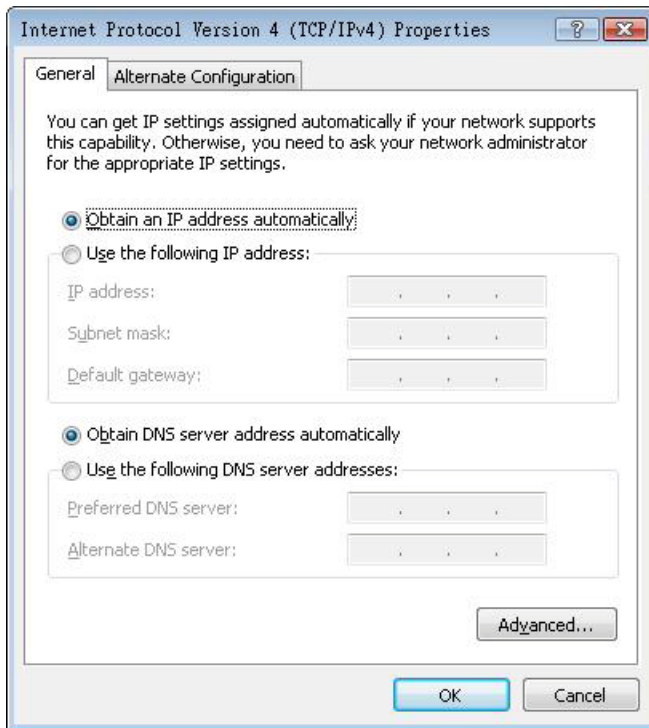 Internet Protocol Version 4 (TCP/IPv4) Properties
General
Alternate Configuration
You can get IP settings assigned automatically if your network supports
this capability. Otherwise, you need to ask your network administrator
for the appropriate IP settings.
Obtain an IP address automatically
Use the following IP address:
IP address:
Subnet mask:
Default gateway:
Obtain DNS server address automatically
Use the following DNS server addresses:
Preferred DNS server:
Alternate DNS server:
Advanced...
OK
Cancel